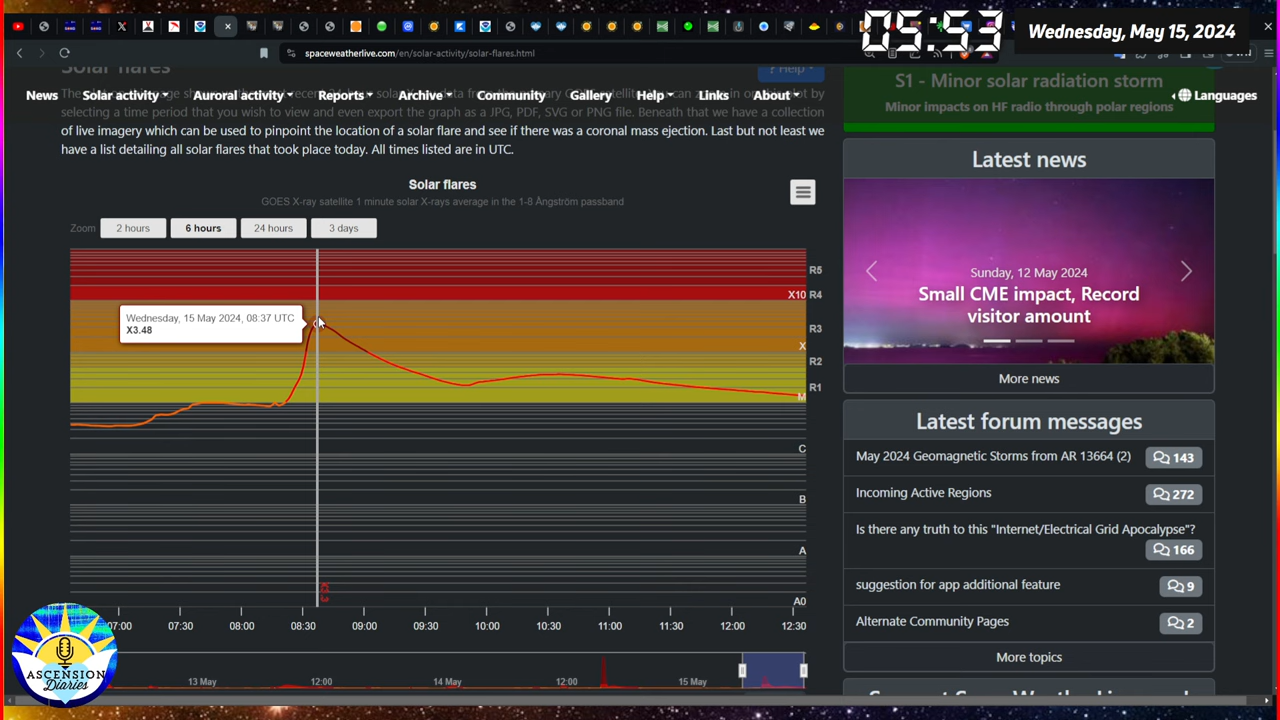 05:53
Wednesday, May 15, 2024
spaceweatherlive.com/en/solar-activity/solar-flares.html
Solar flares
? Help
News
Solar activity
Auroral activity
Reports
Archive
Community
Gallery
Help
Links
About
Languages
selecting a time period that you wish to view and even export the graph as a JPG, PDF, SVG or PNG file. Beneath that we have a collection
of live imagery which can be used to pinpoint the location of a solar flare and see if there was a coronal mass ejection. Last but not least we
have a list detailing all solar flares that took place today. All times listed are in UTC.
S1 - Minor solar radiation storm
Minor impacts on HF radio through polar regions
Solar flares
GOES X-ray satellite 1 minute solar X-rays average in the 1-8 Ångström passband
Zoom
2 hours
6 hours
24 hours
3 days
Wednesday, 15 May 2024, 08:37 UTC
X3.48
R5
X10 R4
R3
X
R2
R1
M
C
B
A
A0
07:00
07:30
08:00
08:30
09:00
09:30
10:00
10:30
11:00
11:30
12:00
12:30
13 May
12:00
14 May
12:00
15 May
Latest news
Sunday, 12 May 2024
Small CME impact, Record
visitor amount
More news
Latest forum messages
May 2024 Geomagnetic Storms from AR 13664 (2)
143
Incoming Active Regions
272
Is there any truth to this "Internet/Electrical Grid Apocalypse"?
166
suggestion for app additional feature
9
Alternate Community Pages
2
More topics
ASCENSION
Diaries